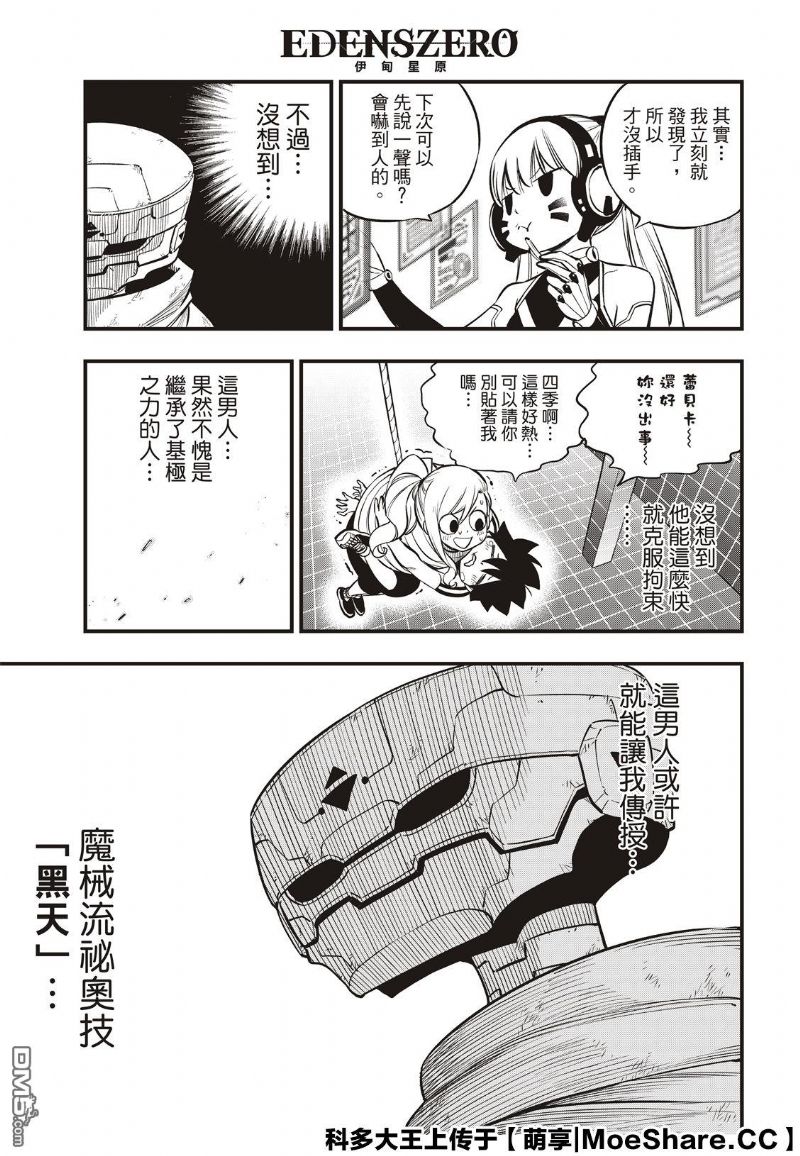 EDENSZERO
伊甸星原
其實…
我立刻就
發現了，
所以
才沒插手。
下次可以
先說一聲嗎？
會嚇到人的。
不過…
沒想到…
蕾貝卡～
還好
妳沒出事～
四季啊…
這樣好熱…
可以請你
別貼著我
嗎…
沒想到
他能這麼快
就克服拘束
……
這男人…
果然不愧是
繼承了基極
之力的人…
這男人或許
就能讓我傳授…
魔械流祕奧技
「黑天」…
DM5.com
科多大王上传于【萌享|MoeShare.CC】